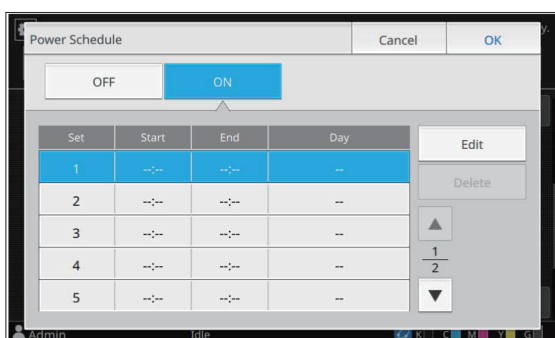 Power Schedule Cancel OK
y.
OFF ON
Set Start End Day
Edit
1 --:-- --:-- --
Delete
2 --:-- --:-- --
3 --:-- --:-- --
1
4 --:-- --:-- --
2
5 --:-- --:-- --
Admin Idle K C M Y G